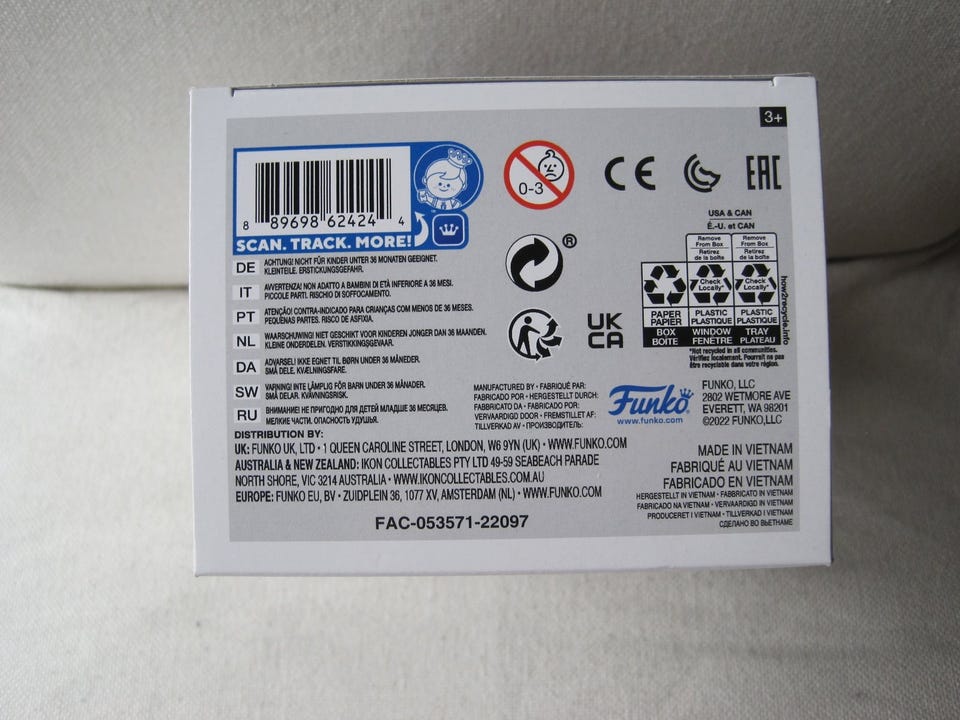 3+
8 89698 62424 4
SCAN. TRACK. MORE!
0-3
CE
EAC
USA & CAN
É.-U. et CAN
Remove From Box
Retirez de la boîte
Remove From Box
Retirez de la boîte
Check Locally*
Check Locally*
PAPER PAPIER
PLASTIC PLASTIQUE
PLASTIC PLASTIQUE
BOX BOÎTE
WINDOW FENÊTRE
TRAY PLATEAU
*Not recycled in all communities.
Vérifiez localement. Pourrait ne pas
être recyclable dans votre région.
how2recycle.info
®
UK
CA
DE ACHTUNG! NICHT FÜR KINDER UNTER 36 MONATEN GEEIGNET.
KLEINTEILE. ERSTICKUNGSGEFAHR.
IT AVVERTENZA! NON ADATTO A BAMBINI DI ETÀ INFERIORE A 36 MESI.
PICCOLE PARTI. RISCHIO DI SOFFOCAMENTO.
PT ATENÇÃO! CONTRA-INDICADO PARA CRIANÇAS COM MENOS DE 36 MESES.
PEQUENAS PARTES. RISCO DE ASFIXIA.
NL WAARSCHUWING! NIET GESCHIKT VOOR KINDEREN JONGER DAN 36 MAANDEN.
KLEINE ONDERDELEN. VERSTIKKINGSGEVAAR.
DA ADVARSEL! IKKE EGNET TIL BØRN UNDER 36 MÅNEDER.
SMÅ DELE. KVÆLNINGSFARE.
SW VARNING! INTE LÄMPLIG FÖR BARN UNDER 36 MÅNADER.
SMÅ DELAR. KVÄVNINGSRISK.
RU ВНИМАНИЕ! НЕ ПРИГОДНО ДЛЯ ДЕТЕЙ МЛАДШЕ 36 МЕСЯЦЕВ.
МЕЛКИЕ ЧАСТИ. ОПАСНОСТЬ УДУШЬЯ.
MANUFACTURED BY • FABRIQUÉ PAR:
FABRICADO POR • HERGESTELLT DURCH:
FABBRICATO DA • FABRICADO POR:
VERVAARDIGD DOOR • FREMSTILLET AF:
TILLVERKAD AV • ПРОИЗВОДИТЕЛЬ:
Funko
www.funko.com
FUNKO, LLC
2802 WETMORE AVE
EVERETT, WA 98201
©2022 FUNKO,LLC
DISTRIBUTION BY:
UK: FUNKO UK, LTD • 1 QUEEN CAROLINE STREET, LONDON, W6 9YN (UK) • WWW.FUNKO.COM
AUSTRALIA & NEW ZEALAND: IKON COLLECTABLES PTY LTD 49-59 SEABEACH PARADE
NORTH SHORE, VIC 3214 AUSTRALIA • WWW.IKONCOLLECTABLES.COM.AU
EUROPE: FUNKO EU, BV • ZUIDPLEIN 36, 1077 XV, AMSTERDAM (NL) • WWW.FUNKO.COM
MADE IN VIETNAM
FABRIQUÉ AU VIETNAM
FABRICADO EN VIETNAM
HERGESTELLT IN VIETNAM • FABBRICATO IN VIETNAM
FABRICADO NA VIETNAM • VERVAARDIGD IN VIETNAM
PRODUCERET I VIETNAM • TILLVERKAD I VIETNAM
СДЕЛАНО ВО ВЬЕТНАМЕ
FAC-053571-22097